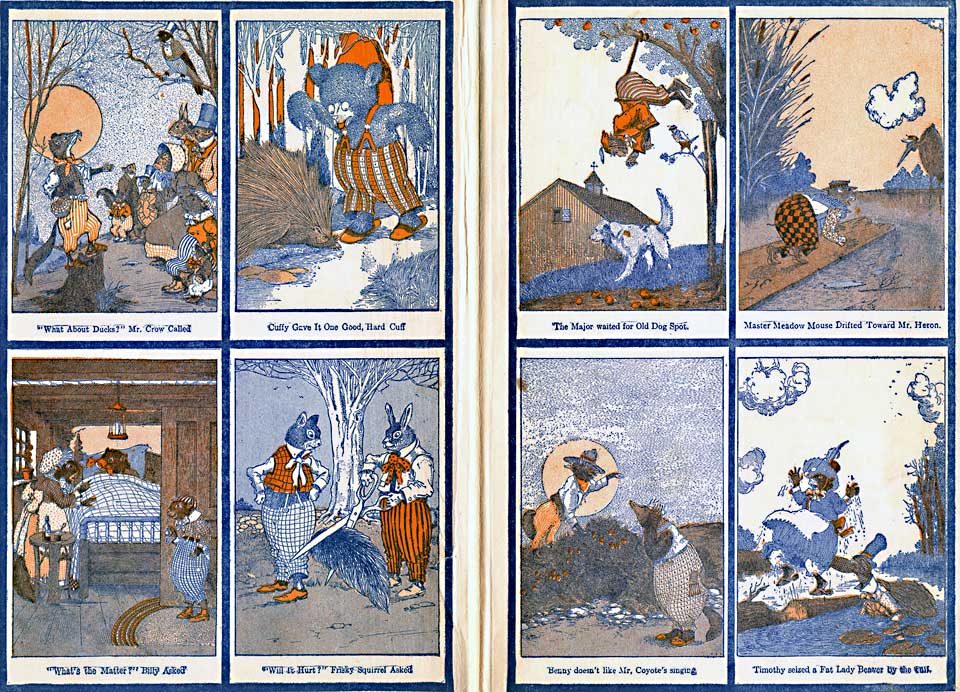 "What About Ducks?" Mr. Crow Called
Cuffy Gave It One Good, Hard Cuff
The Major waited for Old Dog Spot.
Master Meadow Mouse Drifted Toward Mr. Heron.
"What's the Matter?" Billy Asked
"Will It Hurt?" Frisky Squirrel Asked
Benny doesn't like Mr. Coyote's singing
Timothy seized a Fat Lady Beaver by the tail.